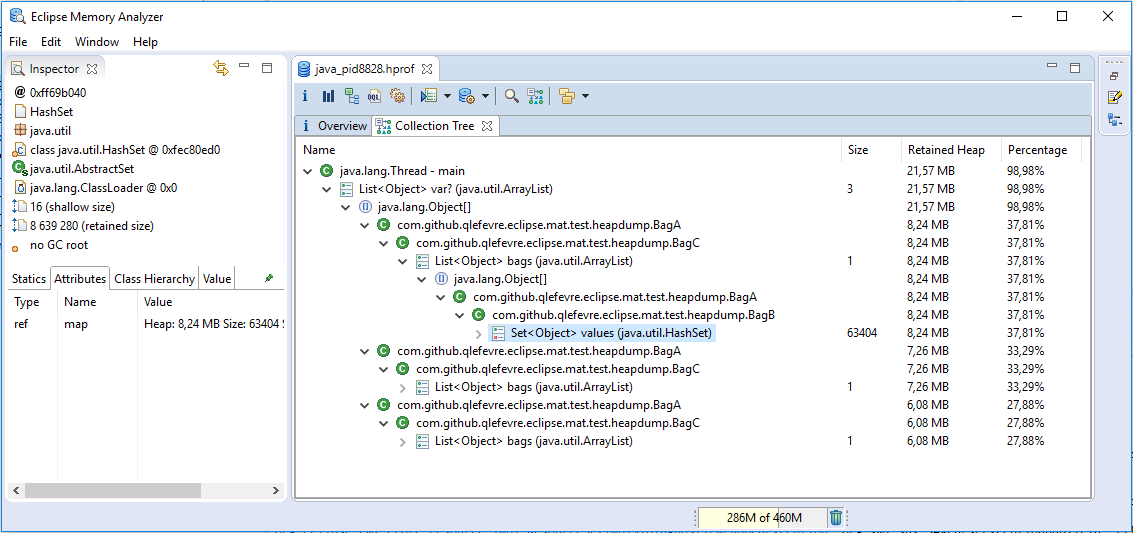 Eclipse Memory Analyzer
File Edit Window Help
Inspector
@ 0xff69b040
HashSet
java.util
class java.util.HashSet @ 0xfec80ed0
java.util.AbstractSet
java.lang.ClassLoader @ 0x0
16 (shallow size)
8 639 280 (retained size)
no GC root
Statics Attributes Class Hierarchy Value
Type Name Value
ref map Heap: 8,24 MB Size: 63404
java_pid8828.hprof
Overview Collection Tree
Name Size Retained Heap Percentage
java.lang.Thread - main 21,57 MB 98,98%
List<Object> var? (java.util.ArrayList) 3 21,57 MB 98,98%
java.lang.Object[] 21,57 MB 98,98%
com.github.qlefevre.eclipse.mat.test.heapdump.BagA 8,24 MB 37,81%
com.github.qlefevre.eclipse.mat.test.heapdump.BagC 8,24 MB 37,81%
List<Object> bags (java.util.ArrayList) 1 8,24 MB 37,81%
java.lang.Object[] 8,24 MB 37,81%
com.github.qlefevre.eclipse.mat.test.heapdump.BagA 8,24 MB 37,81%
com.github.qlefevre.eclipse.mat.test.heapdump.BagB 8,24 MB 37,81%
Set<Object> values (java.util.HashSet) 63404 8,24 MB 37,81%
com.github.qlefevre.eclipse.mat.test.heapdump.BagA 7,26 MB 33,29%
com.github.qlefevre.eclipse.mat.test.heapdump.BagC 7,26 MB 33,29%
List<Object> bags (java.util.ArrayList) 1 7,26 MB 33,29%
com.github.qlefevre.eclipse.mat.test.heapdump.BagA 6,08 MB 27,88%
com.github.qlefevre.eclipse.mat.test.heapdump.BagC 6,08 MB 27,88%
List<Object> bags (java.util.ArrayList) 1 6,08 MB 27,88%
286M of 460M